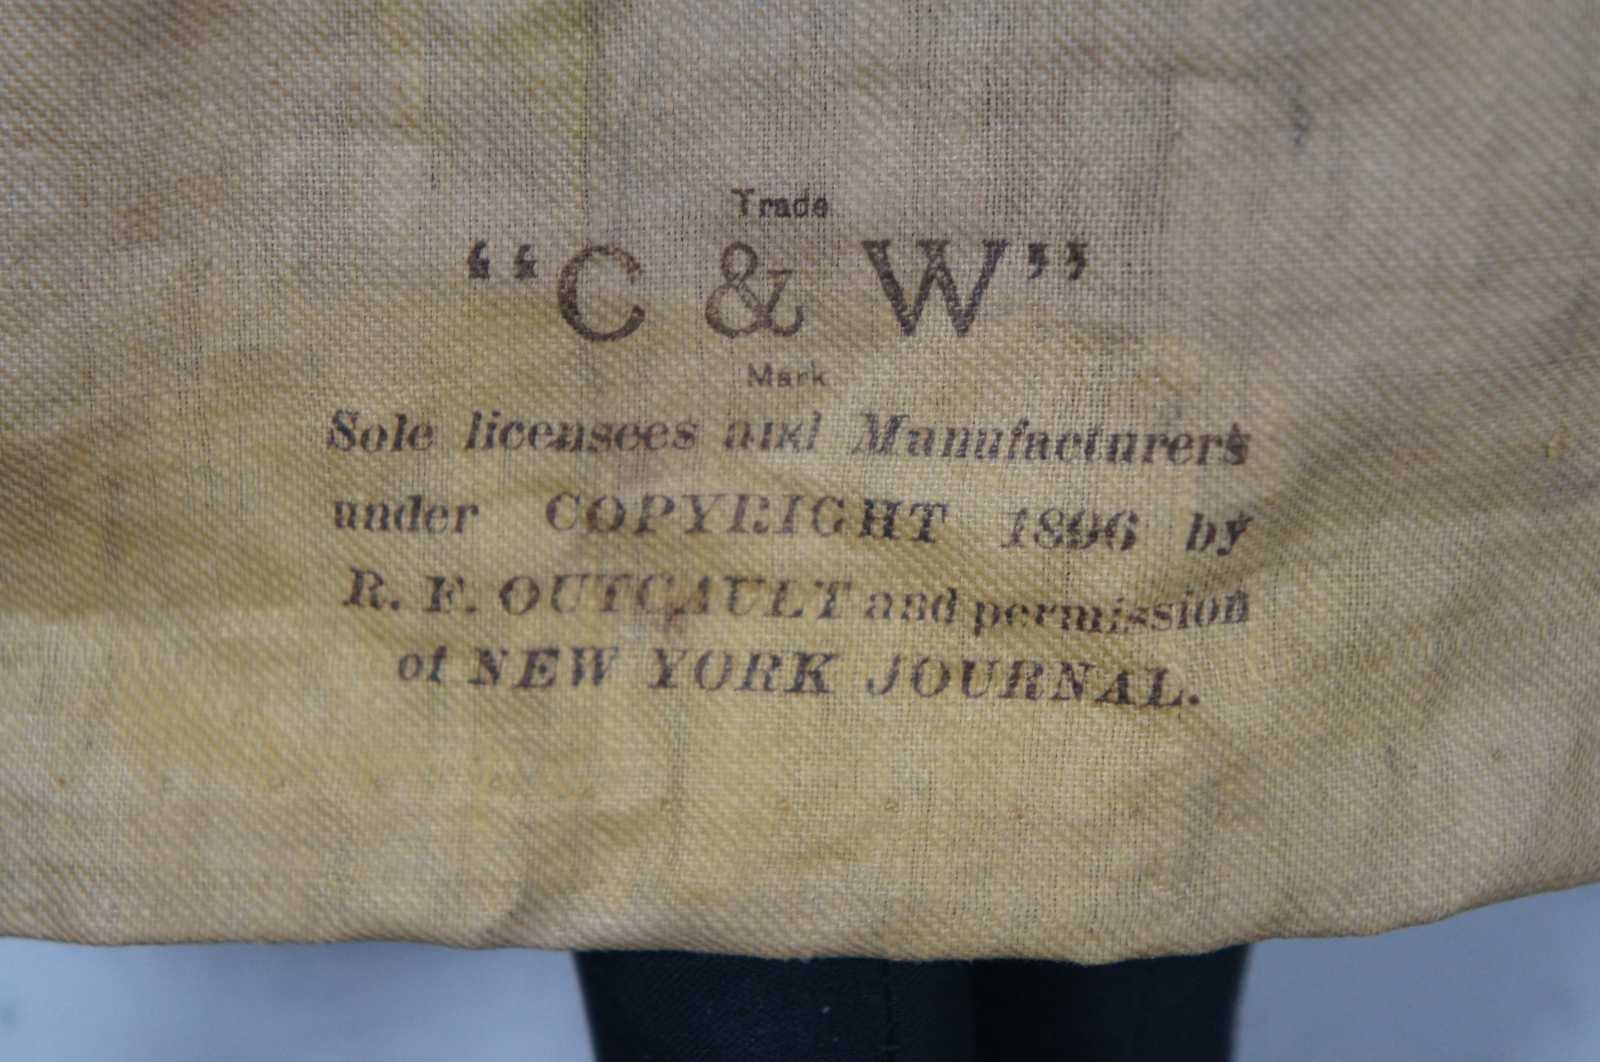 Trade
"C & W"
Mark
Sole licensees and Manufacturers
under COPYRIGHT 1896 by
R. F. OUTCAULT and permission
of NEW YORK JOURNAL.